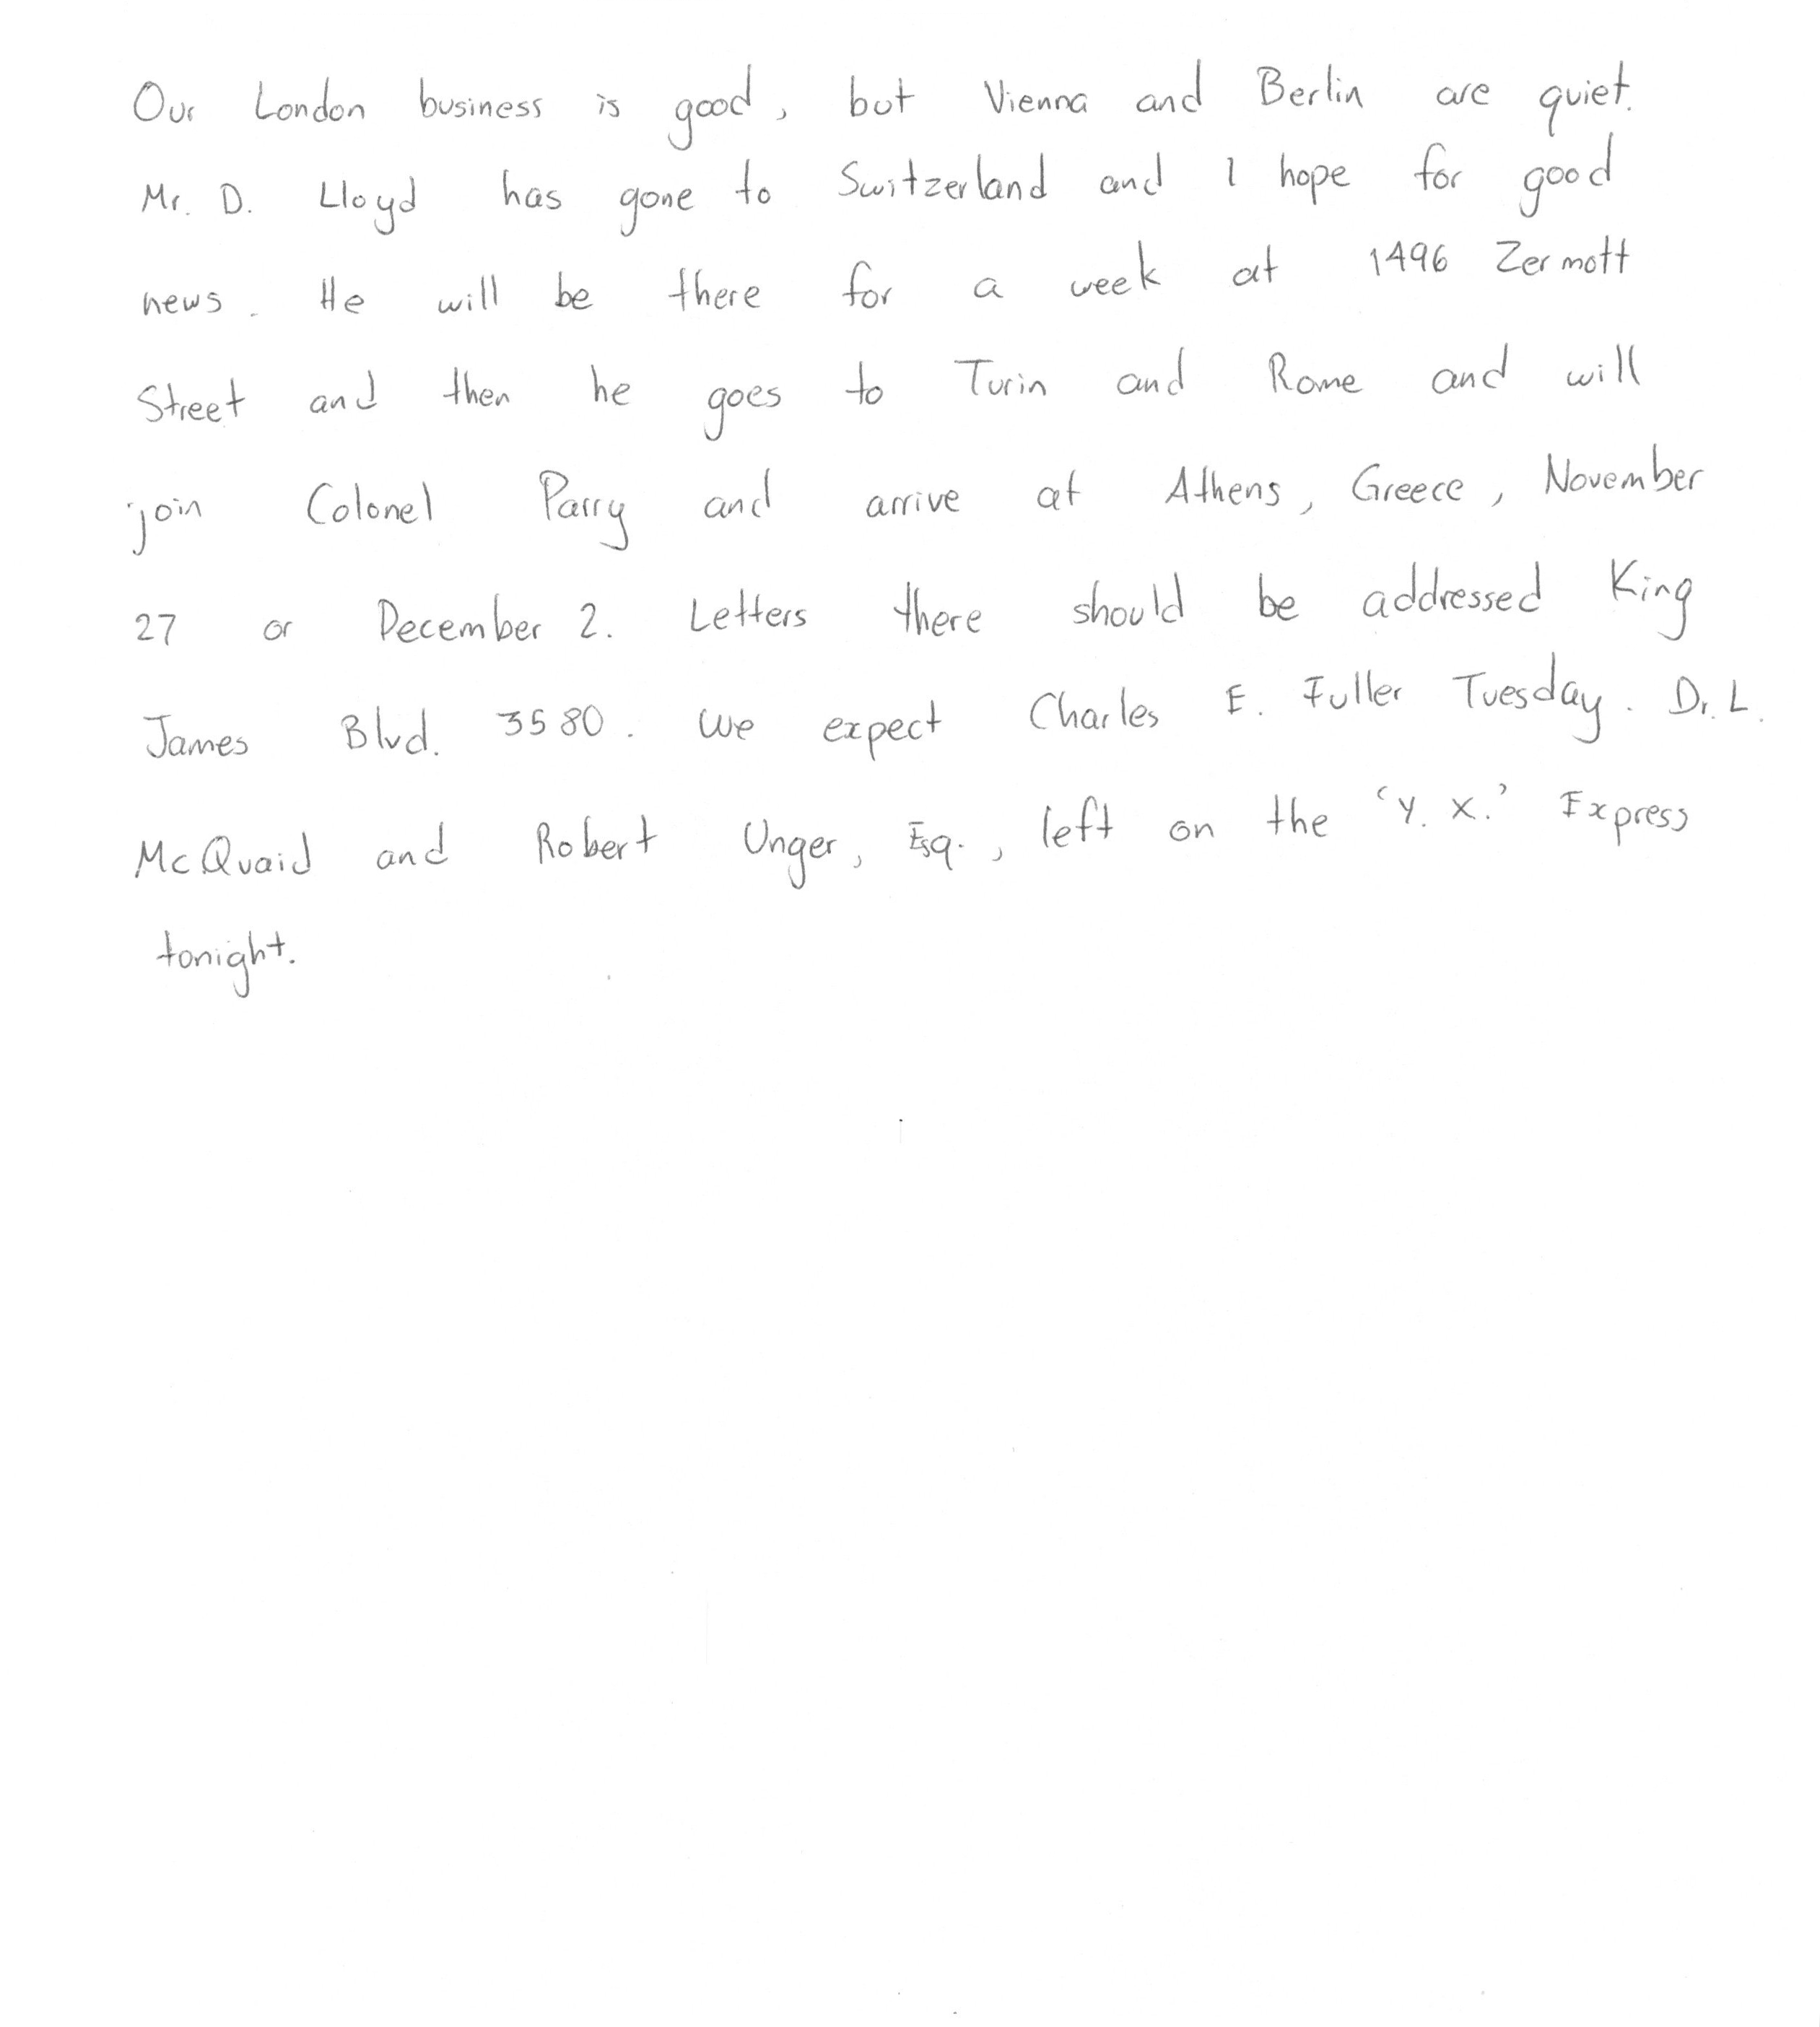 Our London business is good, but Vienna and Berlin are quiet.
Mr. D. Lloyd has gone to Switzerland and I hope for good
news. He will be there for a week at 1496 Zermott
Street and then he goes to Turin and Rome and will
join Colonel Parry and arrive at Athens, Greece, November
27 or December 2. Letters there should be addressed King
James Blvd. 3580. We expect Charles E. Fuller Tuesday. Dr. L.
McQuaid and Robert Unger, Esq., left on the 'Y. X.' Express
tonight.